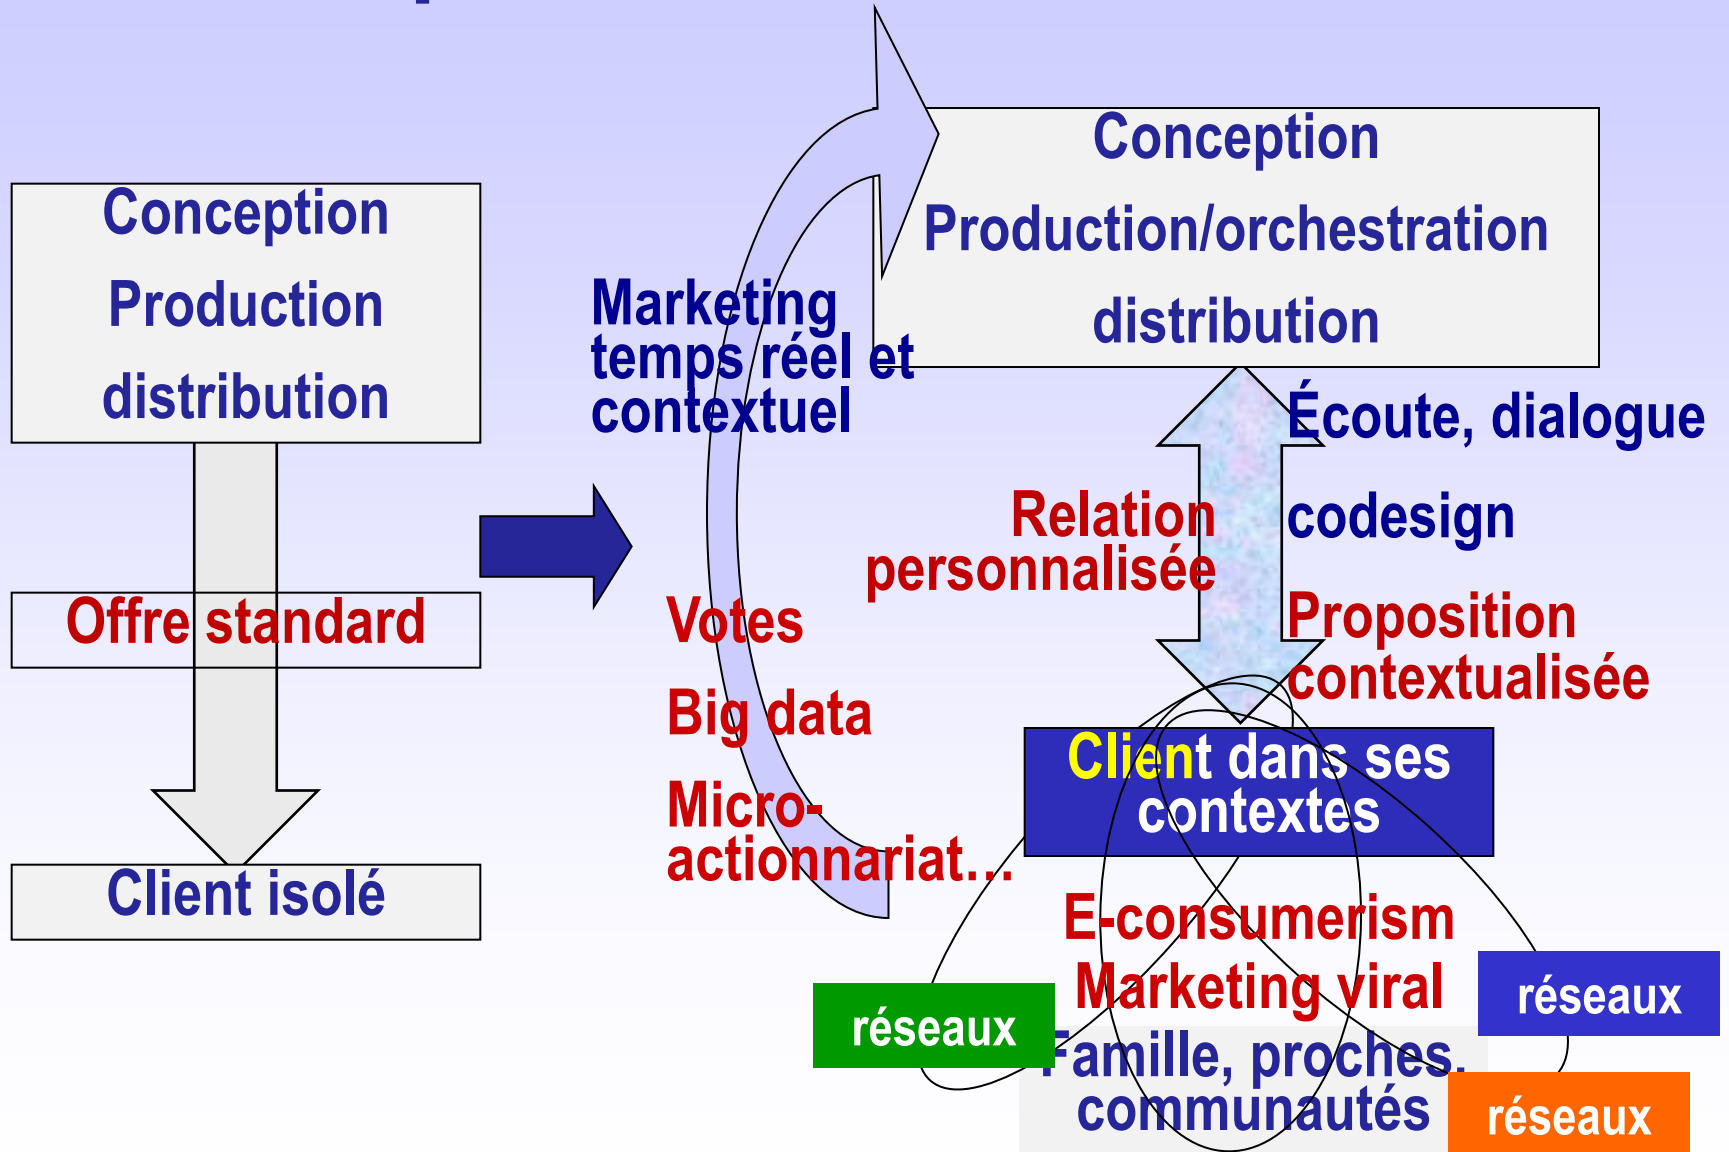 Conception
Production
distribution
Offre standard
Client isolé
Marketing
temps réel et
contextuel
Votes
Big data
Micro-
actionnariat…
Conception
Production/orchestration
distribution
Écoute, dialogue
codesign
Relation
personnalisée
Proposition
contextualisée
Client dans ses
contextes
E-consumerism
Marketing viral
Famille, proches,
communautés
réseaux
réseaux
réseaux